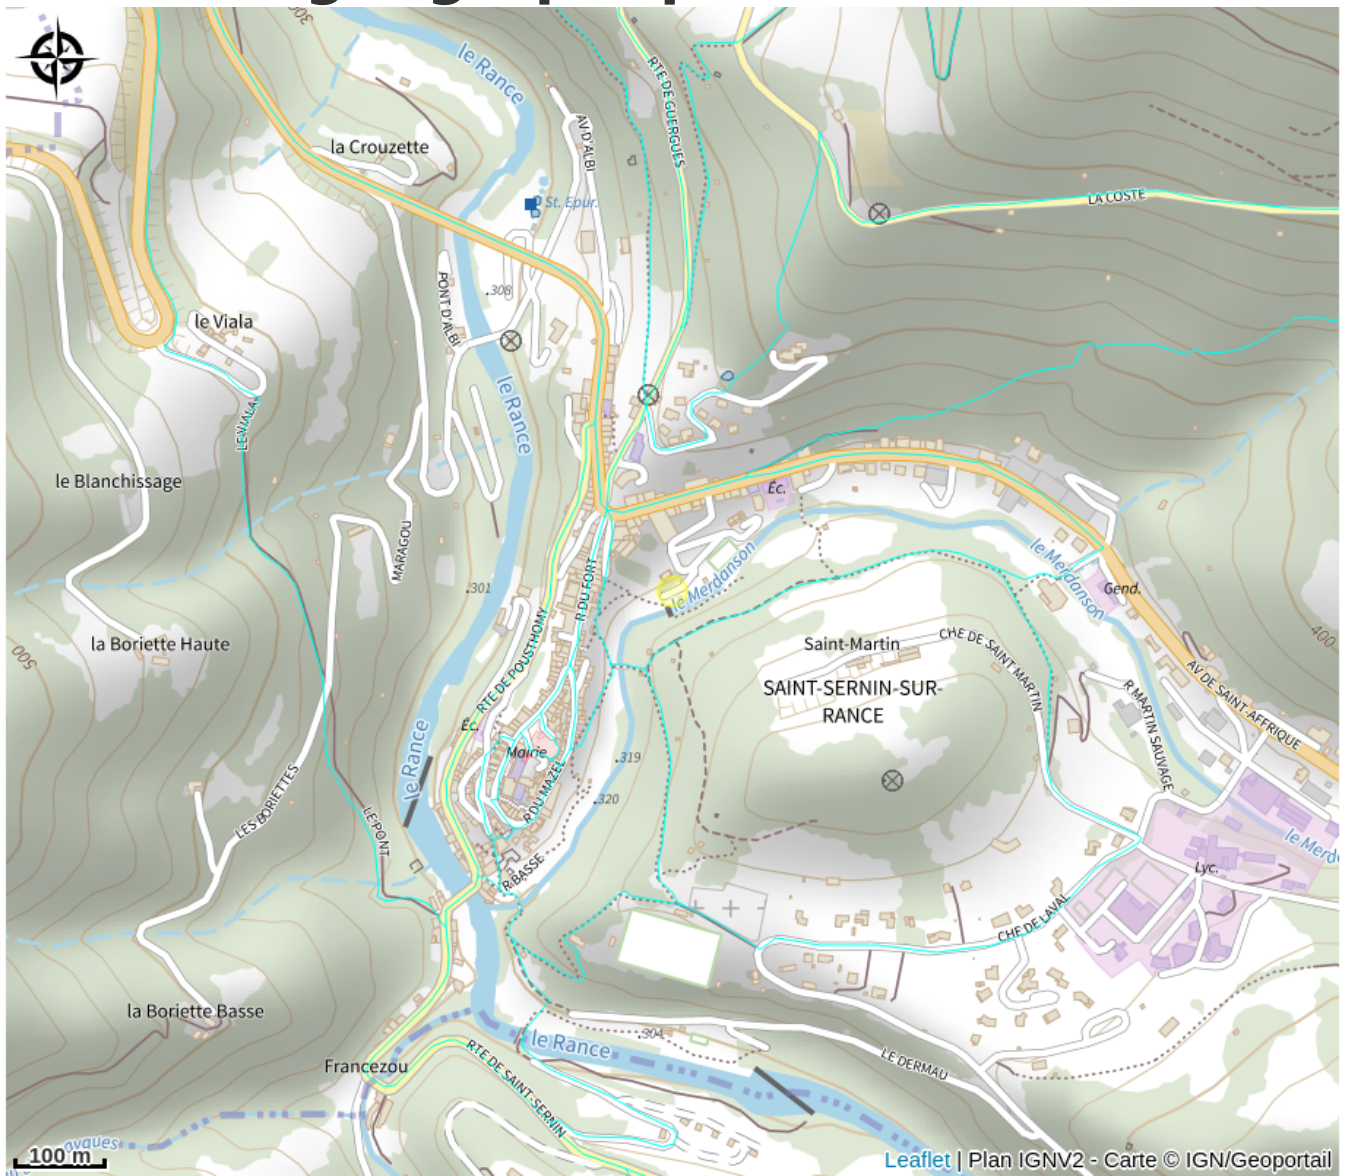 300
le Rance
RTE DE GUERGUES
AV D'ALBI
la Crouzette
LA COSTE
St. Epur.
.308
PONT D'ALBI
le Viala
le Rance
LE VIALA
le Blanchissage
Éc.
MARAGOU
le Merdanson
le Merdanson
Gend.
.301
R DU FORT
400
la Boriette Haute
500
RTE DE POUSTHOMY
Saint-Martin
CHE DE SAINT-MARTIN
SAINT-SERNIN-SUR-
RANCE
R MARTIN SAUVAGE
AV DE SAINT-AFFRIQUE
Éc.
Mairie
le Rance
.319
R DU MAZEL
.320
LES BORIETTES
LE PONT
le Merd
R BASSE
Lyc.
CHE DE LAVAL
la Boriette Basse
le Rance
.304
LE DERMAU
Francezou
RTE DE SAINT-SERNIN
100 m
Leaflet | Plan IGNV2 - Carte © IGN/Geoportail